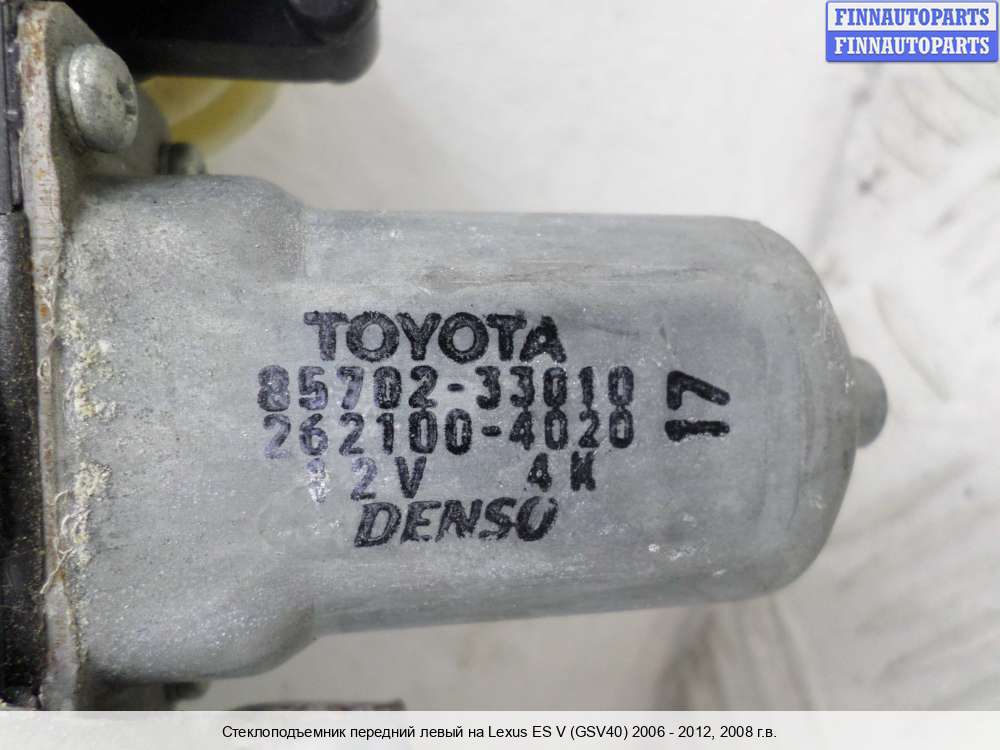 FINNAUTOPARTS
FINNAUTOPARTS
TOYOTA
85702-33010
262100-4020
12V 4K
17
DENSO
Стеклоподъемник передний левый на Lexus ES V (GSV40) 2006 - 2012, 2008 г.в.